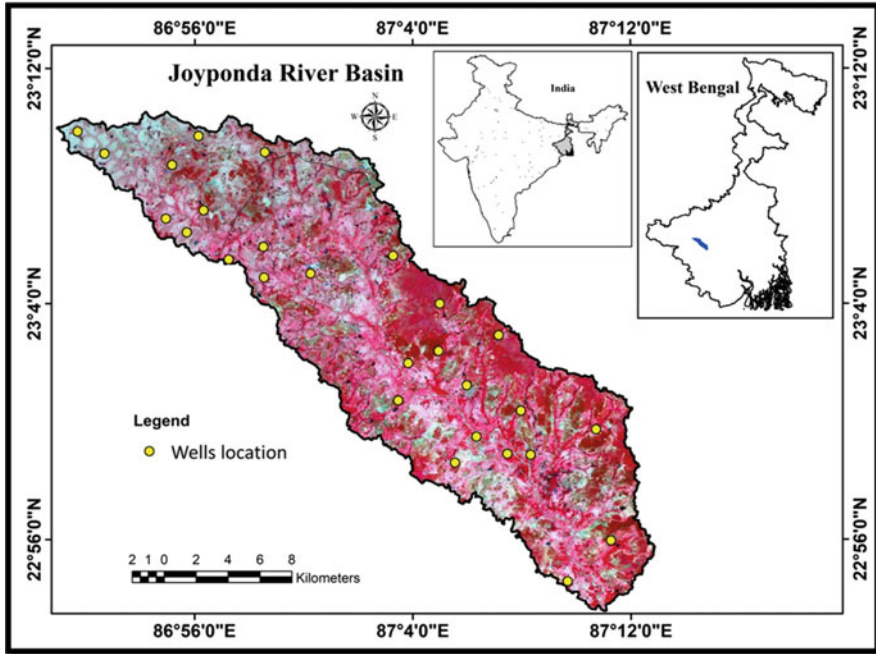 86°56'0"E 87°4'0"E 87°12'0"E
Joyponda River Basin
N
W E
S
India
West Bengal
23°12'0"N
23°12'0"N
23°4'0"N
23°4'0"N
22°56'0"N
22°56'0"N
Legend
Wells location
2 1 0 2 4 6 8
Kilometers
86°56'0"E 87°4'0"E 87°12'0"E